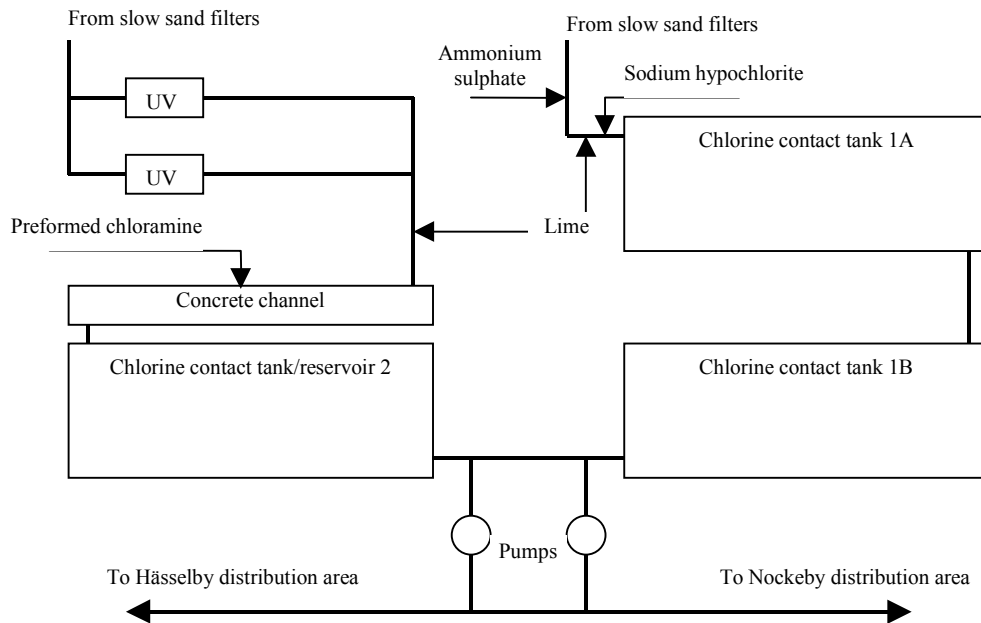 From slow sand filters
From slow sand filters
Ammonium
sulphate
Sodium hypochlorite
UV
Chlorine contact tank 1A
UV
Preformed chloramine
Lime
Concrete channel
Chlorine contact tank/reservoir 2
Chlorine contact tank 1B
Pumps
To Hässelby distribution area
To Nockeby distribution area